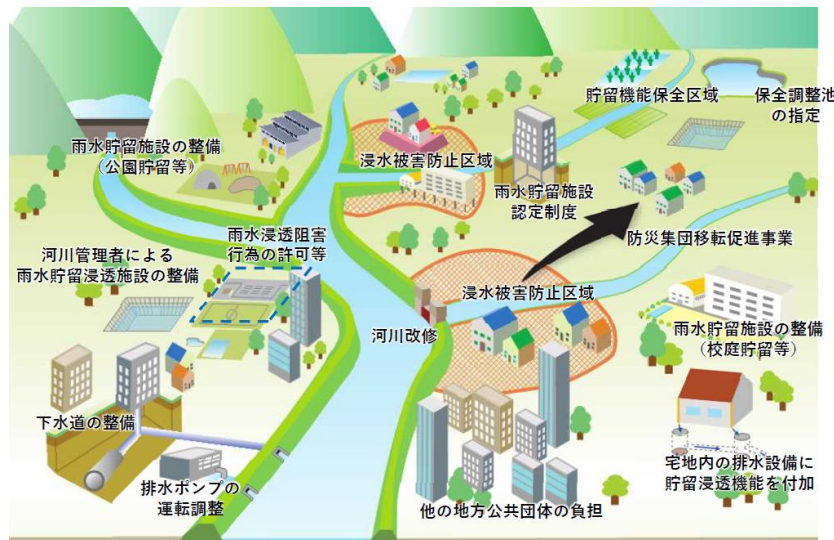 貯留機能保全区域
保全調整池
の指定
雨水貯留施設の整備
（公園貯留等）
浸水被害防止区域
雨水貯留施設
認定制度
雨水浸透阻害
行為の許可等
防災集団移転促進事業
河川管理者による
雨水貯留浸透施設の整備
浸水被害防止区域
河川改修
雨水貯留施設の整備
（校庭貯留等）
下水道の整備
宅地内の排水設備に
貯留浸透機能を付加
排水ポンプの
運転調整
他の地方公共団体の負担